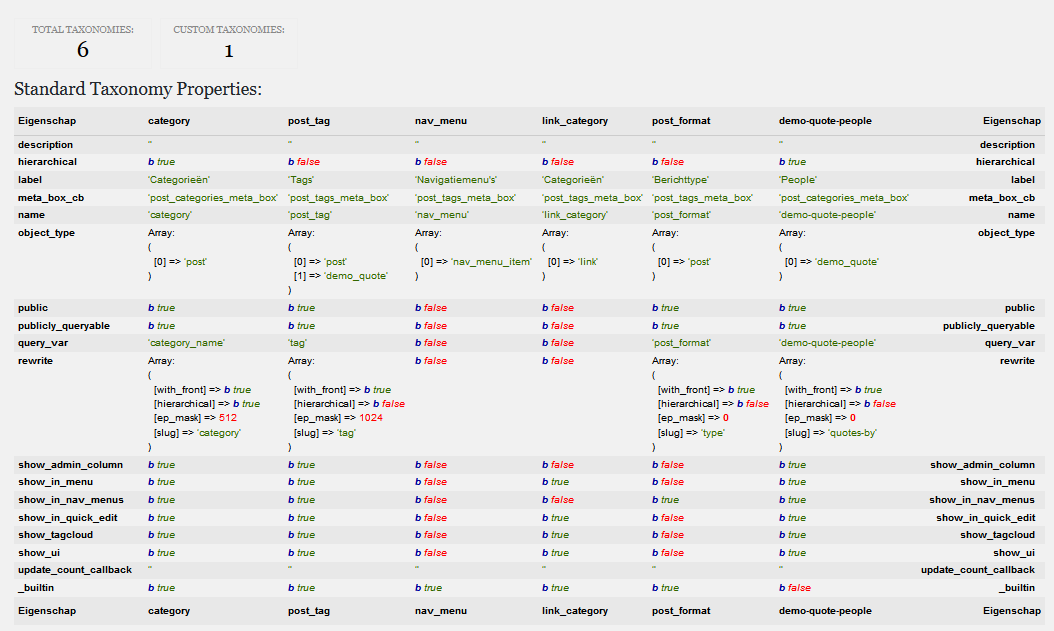 TOTAL TAXONOMIES: CUSTOM TAXONOMIES:
6 1
Standard Taxonomy Properties:
Eigenschap category post_tag nav_menu link_category post_format demo-quote-people Eigenschap
description '' '' '' '' '' '' description
hierarchical b true b false b false b false b false b true hierarchical
label 'Categorieën' 'Tags' 'Navigatiemenu's' 'Categorieën' 'Berichttype' 'People' label
meta_box_cb 'post_categories_meta_box' 'post_tags_meta_box' 'post_tags_meta_box' 'post_tags_meta_box' 'post_tags_meta_box' 'post_categories_meta_box' meta_box_cb
name 'category' 'post_tag' 'nav_menu' 'link_category' 'post_format' 'demo-quote-people' name
object_type Array: Array: Array: Array: Array: Array: object_type
( ( ( ( ( (
[0] => 'post' [0] => 'post' [0] => 'nav_menu_item' [0] => 'link' [0] => 'post' [0] => 'demo_quote'
) [1] => 'demo_quote' ) ) ) )
)
public b true b true b false b false b true b true public
publicly_queryable b true b true b false b false b true b true publicly_queryable
query_var 'category_name' 'tag' b false b false 'post_format' 'demo-quote-people' query_var
rewrite Array: Array: b false b false Array: Array: rewrite
( ( ( (
[with_front] => b true [with_front] => b true [with_front] => b true [with_front] => b true
[hierarchical] => b true [hierarchical] => b false [hierarchical] => b false [hierarchical] => b false
[ep_mask] => 512 [ep_mask] => 1024 [ep_mask] => 0 [ep_mask] => 0
[slug] => 'category' [slug] => 'tag' [slug] => 'type' [slug] => 'quotes-by'
) ) ) )
show_admin_column b true b true b false b false b false b true show_admin_column
show_in_menu b true b true b false b true b false b true show_in_menu
show_in_nav_menus b true b true b false b false b true b true show_in_nav_menus
show_in_quick_edit b true b true b false b true b false b true show_in_quick_edit
show_tagcloud b true b true b false b true b false b true show_tagcloud
show_ui b true b true b false b true b false b true show_ui
update_count_callback '' '' '' '' '' '' update_count_callback
_builtin b true b true b true b true b true b false _builtin
Eigenschap category post_tag nav_menu link_category post_format demo-quote-people Eigenschap